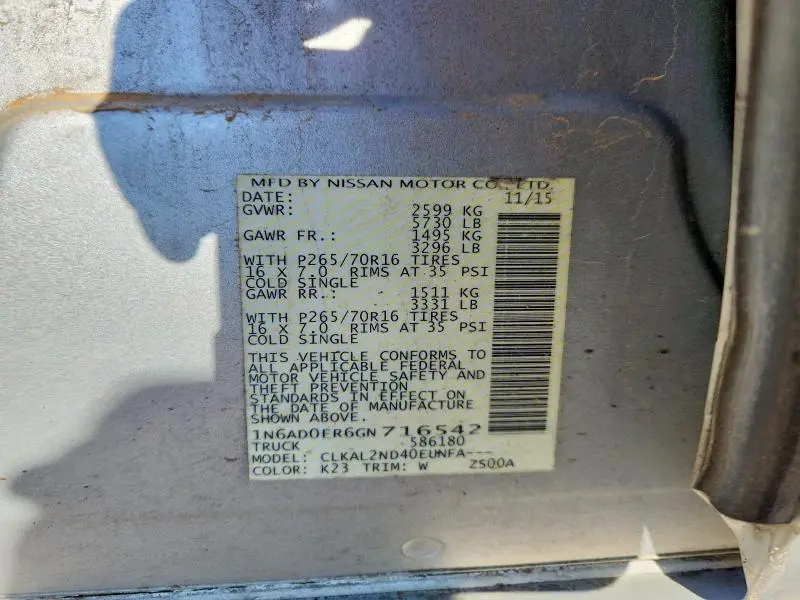 MFD BY NISSAN MOTOR CO., LTD.
DATE: 11/15
GVWR: 2599 KG
5730 LB
GAWR FR.: 1495 KG
3296 LB
WITH P265/70R16 TIRES
16 X 7.0 RIMS AT 35 PSI
COLD SINGLE
GAWR RR.: 1511 KG
3331 LB
WITH P265/70R16 TIRES
16 X 7.0 RIMS AT 35 PSI
COLD SINGLE
THIS VEHICLE CONFORMS TO
ALL APPLICABLE FEDERAL
MOTOR VEHICLE SAFETY AND
THEFT PREVENTION
STANDARDS IN EFFECT ON
THE DATE OF MANUFACTURE
SHOWN ABOVE.
1N6AD0ER6GN716542
TRUCK 586180
MODEL: CLKAL2ND40EUNFA---
COLOR: K23 TRIM: W ZS00A